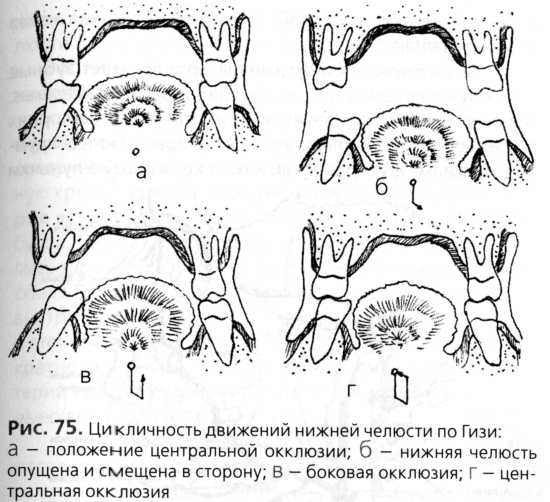 а
б
в
г
Рис. 75. Цикличность движений нижней челюсти по Гизи:
а – положение центральной окклюзии; б – нижняя челюсть
опущена и смещена в сторону; в – боковая окклюзия; г – цен-
тральная окклюзия